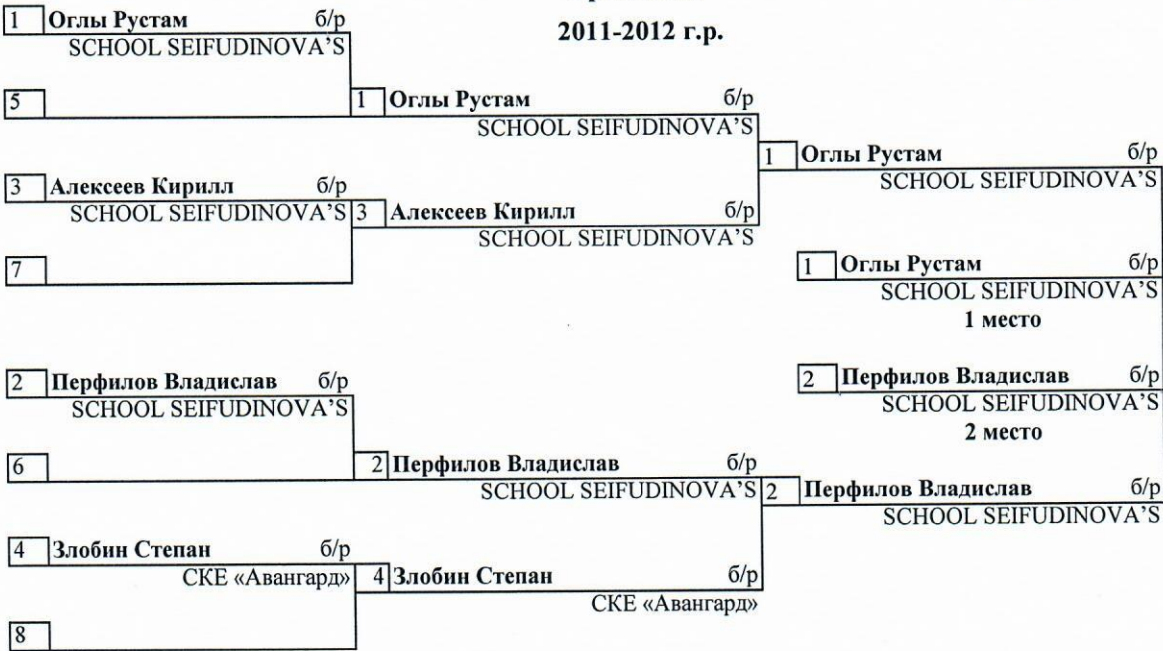 2011-2012 г.р.
1 Оглы Рустам б/р
SCHOOL SEIFUDINOVA'S
5
1 Оглы Рустам б/р
SCHOOL SEIFUDINOVA'S
1 Оглы Рустам б/р
SCHOOL SEIFUDINOVA'S
3 Алексеев Кирилл б/р
SCHOOL SEIFUDINOVA'S
3 Алексеев Кирилл б/р
SCHOOL SEIFUDINOVA'S
7
1 Оглы Рустам б/р
SCHOOL SEIFUDINOVA'S
1 место
2 Перфилов Владислав б/р
SCHOOL SEIFUDINOVA'S
2 Перфилов Владислав б/р
SCHOOL SEIFUDINOVA'S
2 место
6
2 Перфилов Владислав б/р
SCHOOL SEIFUDINOVA'S
2 Перфилов Владислав б/р
SCHOOL SEIFUDINOVA'S
4 Злобин Степан б/р
СКЕ «Авангард»
4 Злобин Степан б/р
СКЕ «Авангард»
8